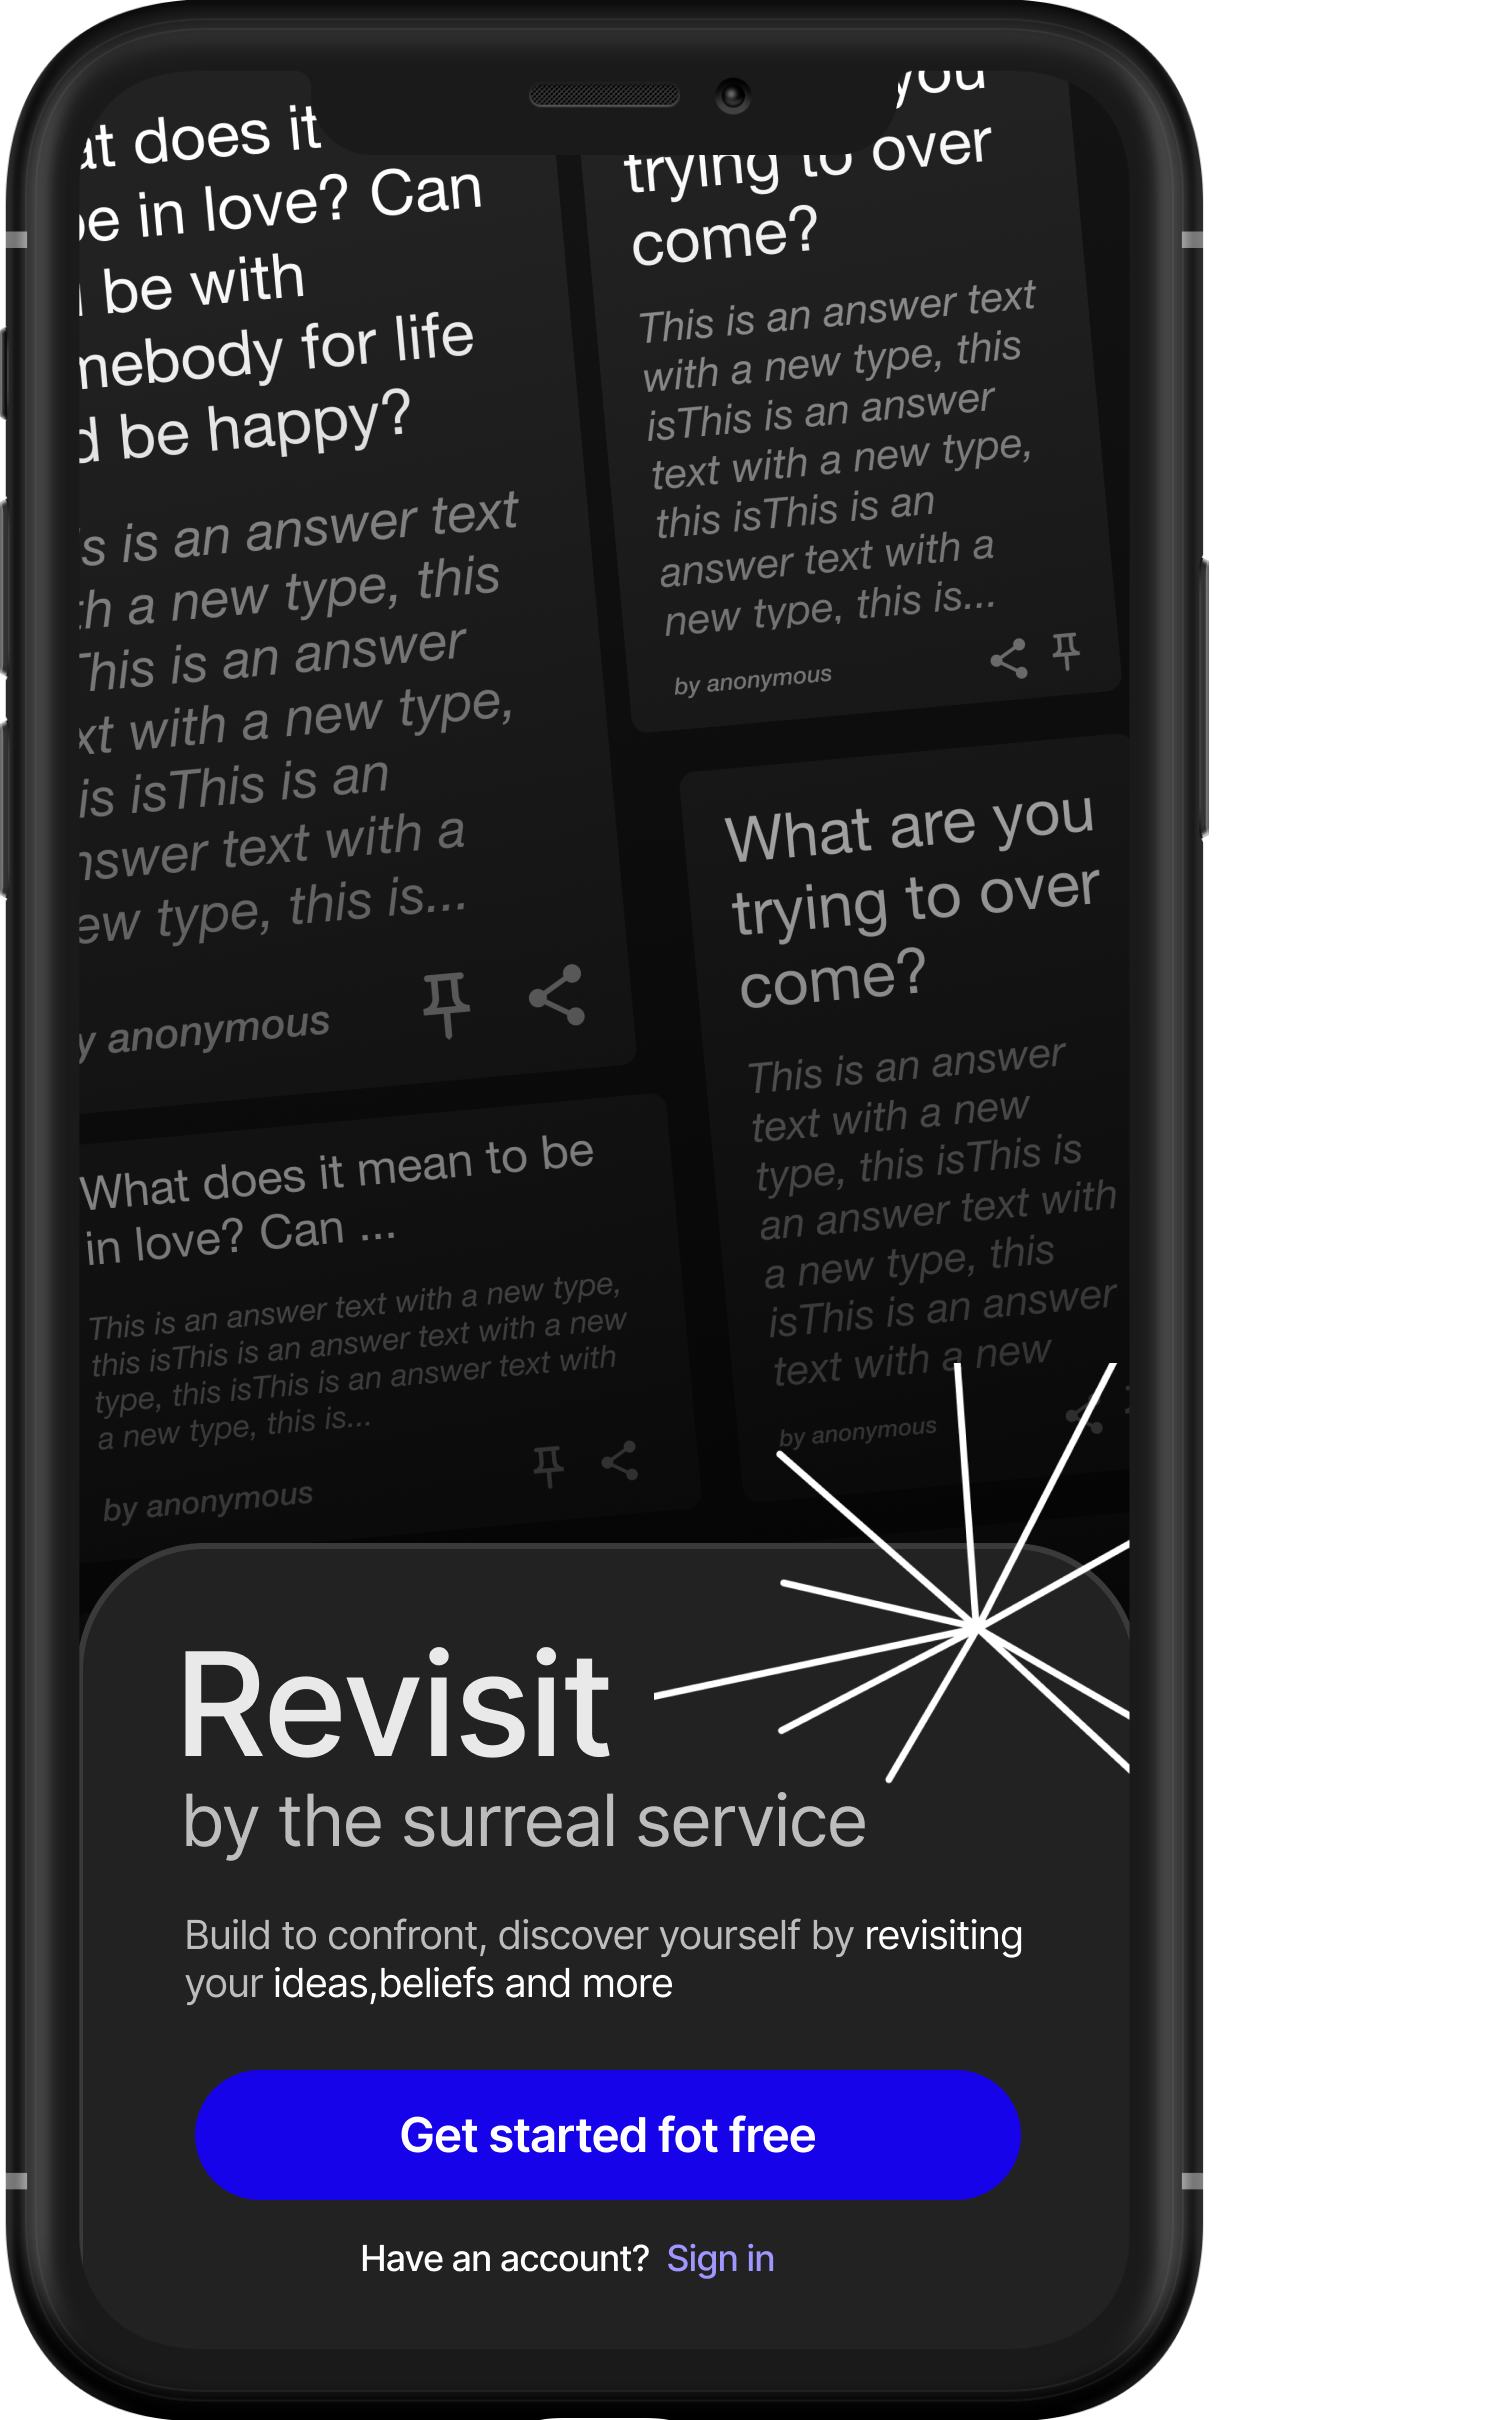 at does it
be in love? Can
be with
mebody for life
d be happy?
s is an answer text
th a new type, this
This is an answer
xt with a new type,
is isThis is an
nswer text with a
ew type, this is...
y anonymous
you
trying to over
come?
This is an answer text
with a new type, this
isThis is an answer
text with a new type,
this isThis is an
answer text with a
new type, this is...
by anonymous
What are you
trying to over
come?
This is an answer
text with a new
type, this isThis is
an answer text with
a new type, this
isThis is an answer
text with a new
by anonymous
What does it mean to be
in love? Can ...
This is an answer text with a new type,
this isThis is an answer text with a new
type, this isThis is an answer text with
a new type, this is...
by anonymous
Revisit
by the surreal service
Build to confront, discover yourself by revisiting
your ideas,beliefs and more
Get started fot free
Have an account? Sign in